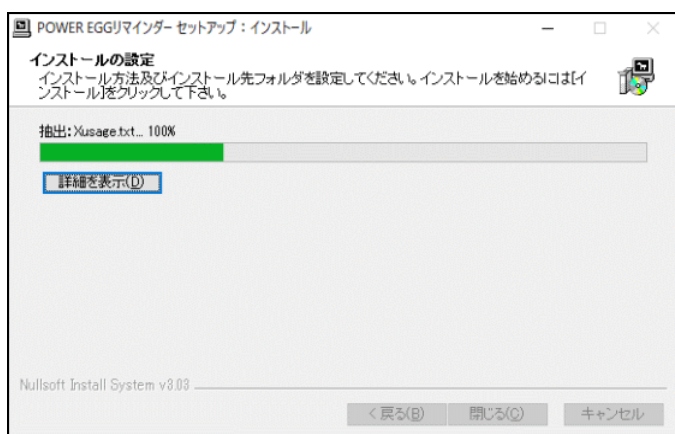 POWER EGGリマインダー セットアップ：インストール
インストールの設定
インストール方法及びインストール先フォルダを設定してください。インストールを始めるには[イ
ンストール]をクリックして下さい。
抽出: Xusage.txt... 100%
詳細を表示(D)
Nullsoft Install System v3.03
< 戻る(B) 閉じる(C) キャンセル